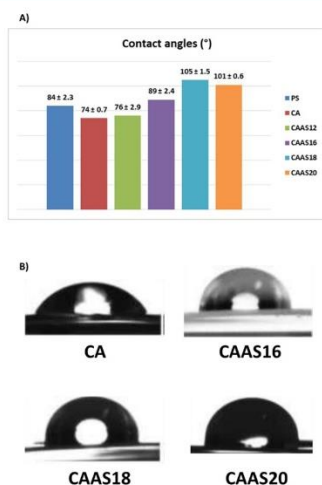 A)
Contact angles (°)
84 ± 2.3
74 ± 0.7
76 ± 2.9
89 ± 2.4
105 ± 1.5
101 ± 0.6
PS
CA
CAAS12
CAAS16
CAAS18
CAAS20
B)
CA
CAAS16
CAAS18
CAAS20